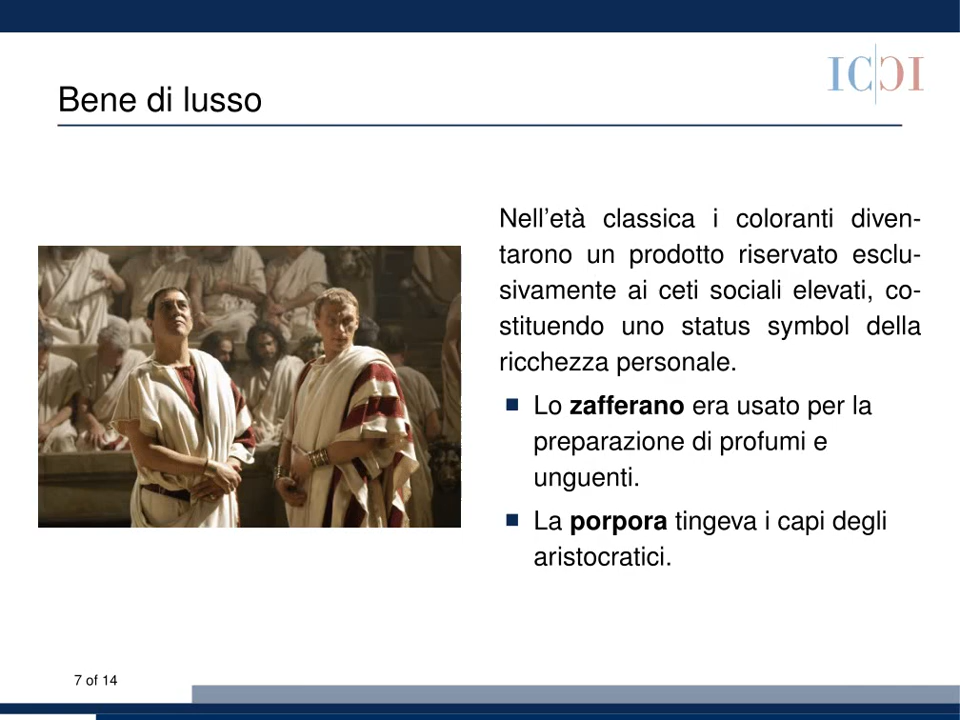 ICCI
Bene di lusso
Nell'età classica i coloranti diven-
tarono un prodotto riservato esclu-
sivamente ai ceti sociali elevati, co-
stituendo uno status symbol della
ricchezza personale.
Lo zafferano era usato per la
preparazione di profumi e
unguenti.
La porpora tingeva i capi degli
aristocratici.
7 of 14